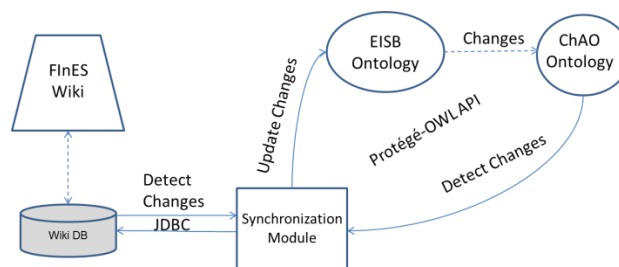 FInES
Wiki
Wiki DB
Detect
Changes
JDBC
Synchronization
Module
Update Changes
EISB
Ontology
Changes
ChAO
Ontology
Protégé-OWLAPI
Detect Changes